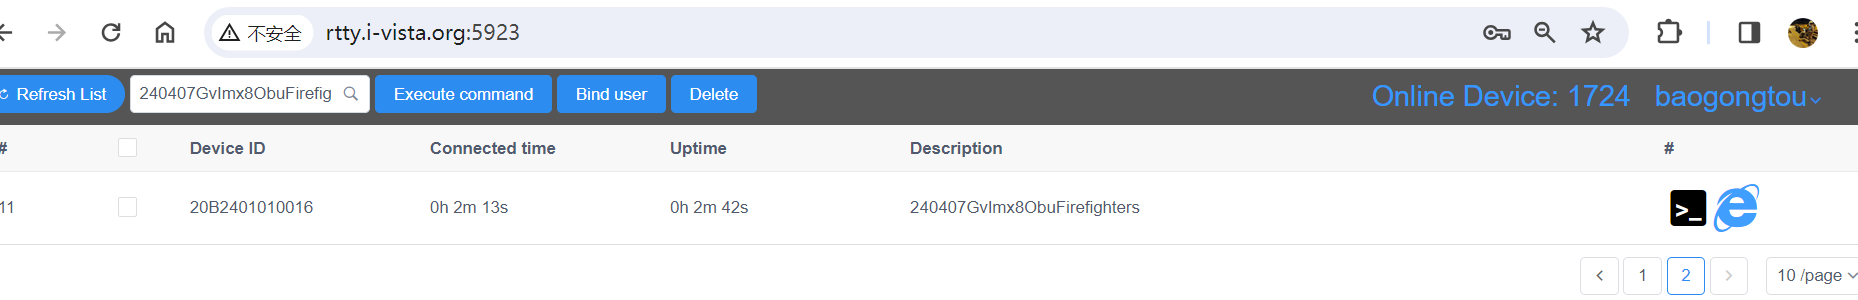 不安全 rtty.i-vista.org:5923
Refresh List 240407GvImx8ObuFirefig Execute command Bind user Delete Online Device: 1724 baogongtou
# Device ID Connected time Uptime Description #
11 20B2401010016 0h 2m 13s 0h 2m 42s 240407GvImx8ObuFirefighters >_
1 2 10 /page